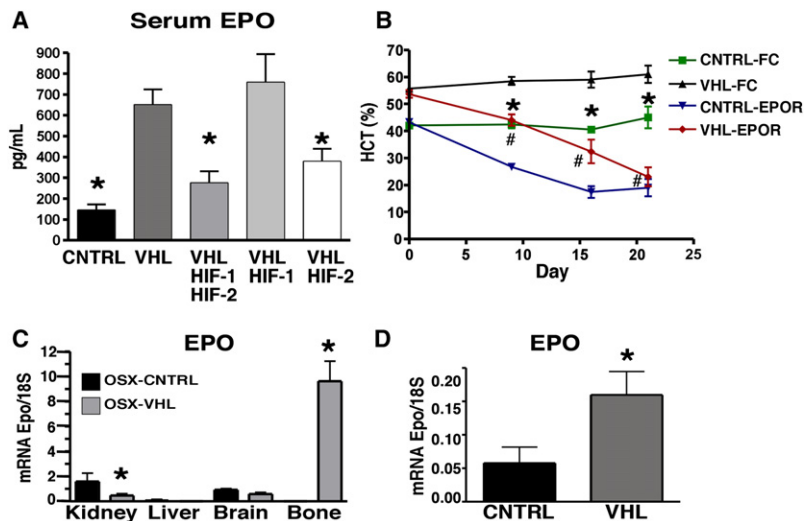 A
Serum EPO
900
800
700
600
500
400
300
200
100
0
pg/mL
*
*
*
CNTRL
VHL
VHL
HIF-1
HIF-2
VHL
HIF-1
VHL
HIF-2
B
70
60
50
40
30
20
10
0
HCT (%)
* * *
# # #
0 5 10 15 20 25
Day
CNTRL-FC
VHL-FC
CNTRL-EPOR
VHL-EPOR
C
EPO
12
10
8
6
4
2
0
mRNA Epo/18S
OSX-CNTRL
OSX-VHL
*
*
Kidney Liver Brain Bone
D
EPO
0.20
0.15
0.10
0.05
0.00
mRNA Epo/18S
*
CNTRL VHL